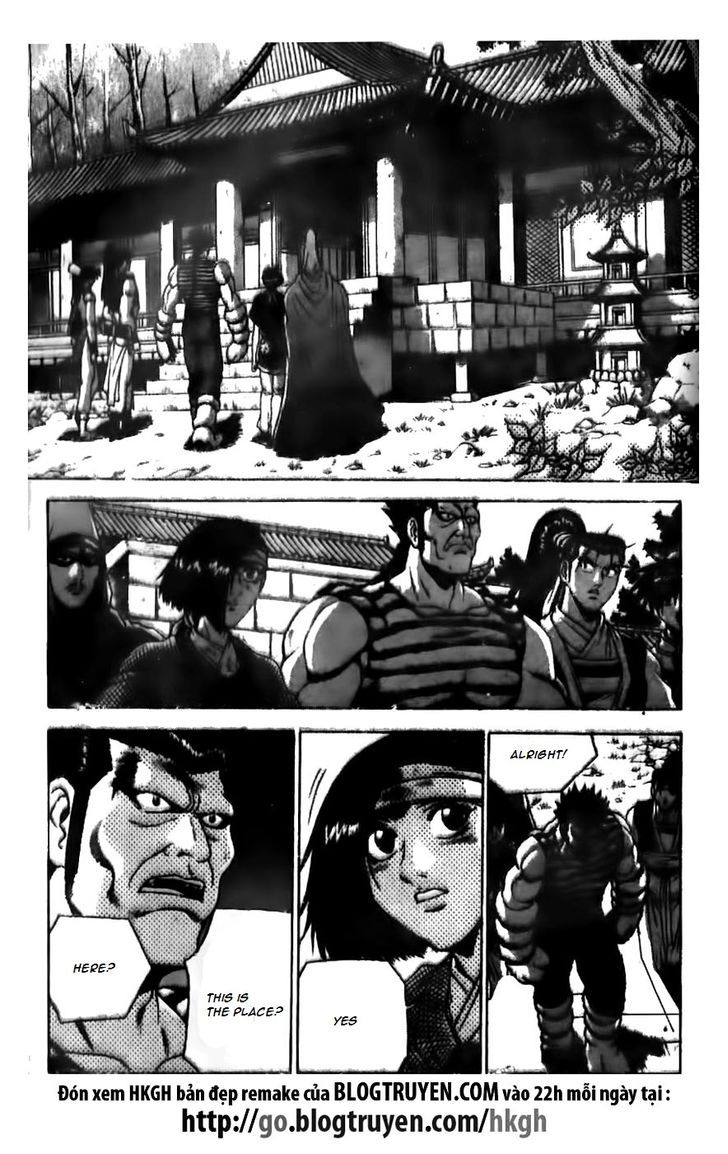 ALRIGHT!
HERE?
THIS IS
THE PLACE?
YES
Đón xem HKGH bản đẹp remake của BLOGTRUYEN.COM vào 22h mỗi ngày tại :
http://go.blogtruyen.com/hkgh